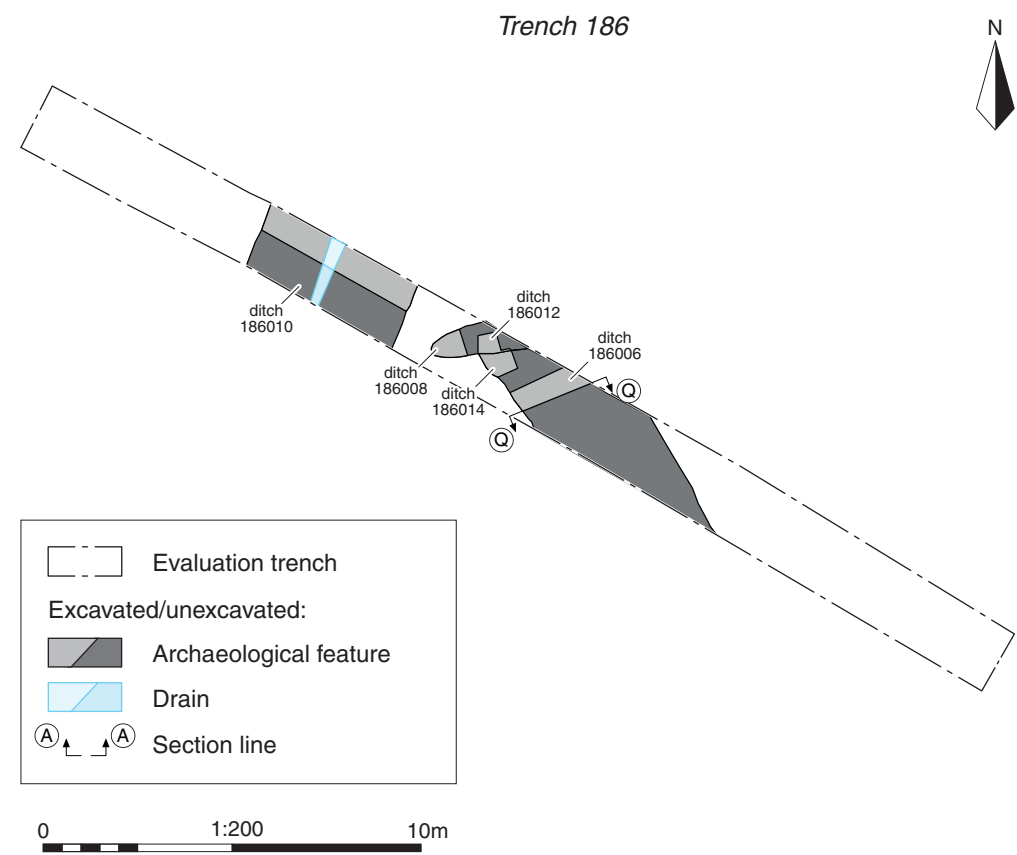 Trench 186
N
ditch
186010
ditch
186012
ditch
186006
ditch
186008
ditch
186014
Q
Q
Evaluation trench
Excavated/unexcavated:
Archaeological feature
Drain
A A
Section line
0 1:200 10m